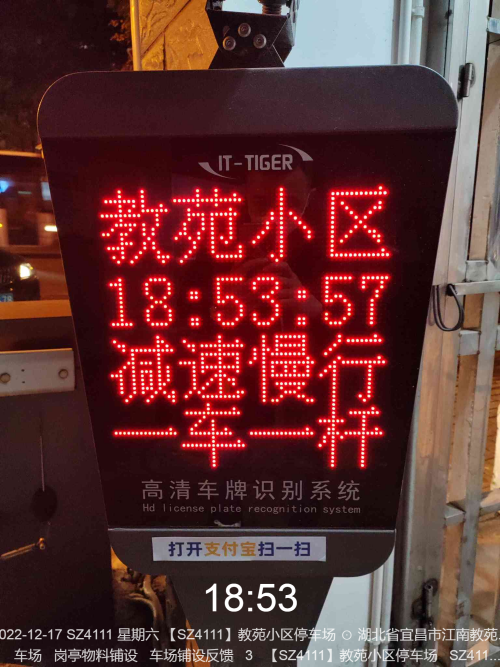 IT-TIGER
教苑小区
18:53:57
减速慢行
一车一杆
高清车牌识别系统
Hd license plate recognition system
打开支付宝扫一扫
18:53
022-12-17 SZ4111 星期六 【SZ4111】教苑小区停车场 ⊙ 湖北省宜昌市江南教苑
车场 岗亭物料铺设 车场铺设反馈 3 【SZ4111】教苑小区停车场 SZ411...